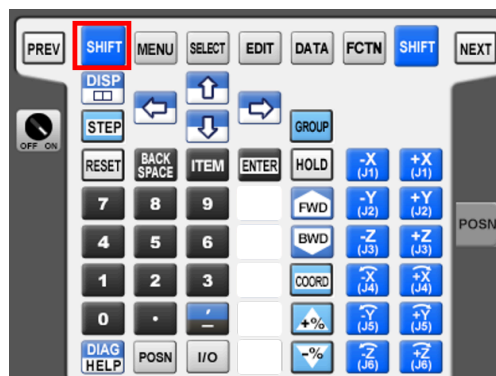 PREV SHIFT MENU SELECT EDIT DATA FCTN SHIFT NEXT
DISP
STEP GROUP
OFF ON
RESET BACK SPACE ITEM ENTER HOLD -X (J1) +X (J1)
7 8 9 FWD -Y (J2) +Y (J2)
POSN
4 5 6 BWD -Z (J3) +Z (J3)
1 2 3 COORD -X (J4) +X (J4)
0 . , - +% -Y (J5) +Y (J5)
DIAG HELP POSN I/O -% -Z (J6) +Z (J6)